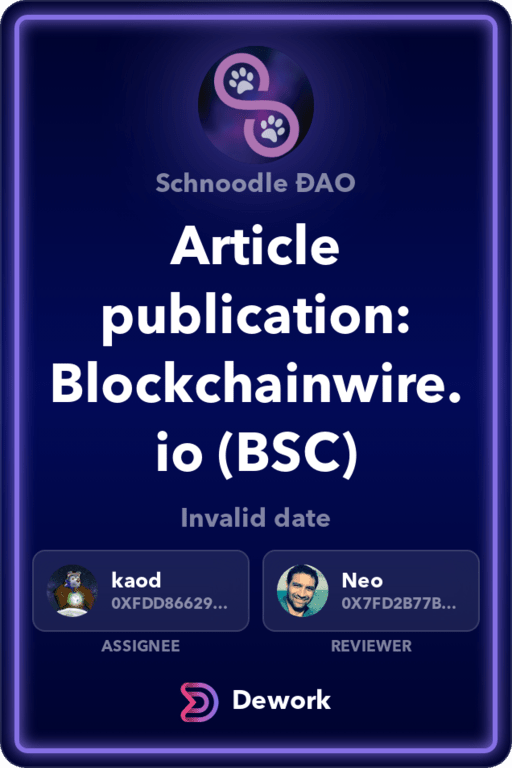 Schnoodle ĐAO
Article
publication:
Blockchainwire.
io (BSC)
Invalid date
kaod
0XFDD86629...
Neo
0X7FD2B77B...
ASSIGNEE
REVIEWER
Dework